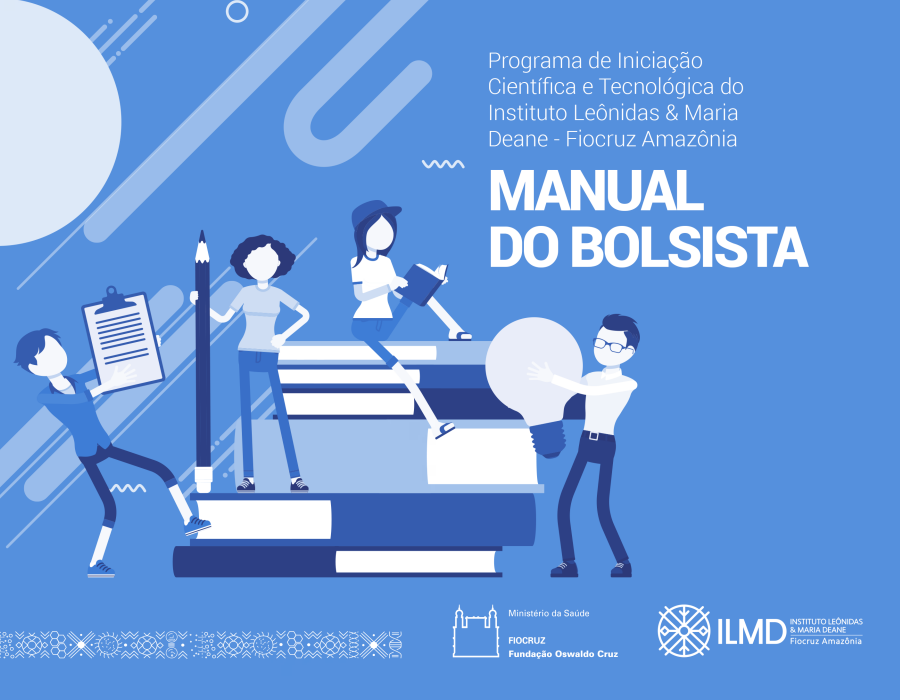 Programa de Iniciação
Científica e Tecnológica do
Instituto Leônidas & Maria
Deane - Fiocruz Amazônia
MANUAL
DO BOLSISTA
Ministério da Saúde
FIOCRUZ
Fundação Oswaldo Cruz
ILMD
INSTITUTO LEÔNIDAS
& MARIA DEANE
Fiocruz Amazônia